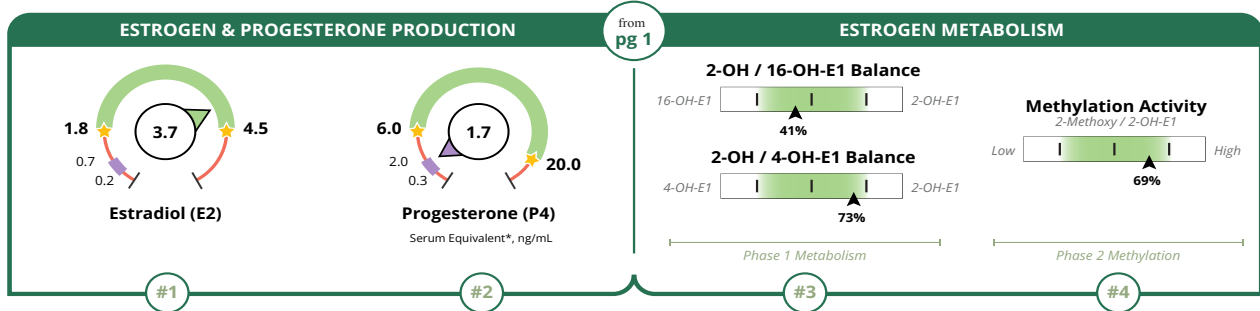 ESTROGEN & PROGESTERONE PRODUCTION
from
pg 1
ESTROGEN METABOLISM
1.8
3.7
4.5
0.7
0.2
Estradiol (E2)
6.0
1.7
20.0
2.0
0.3
Progesterone (P4)
Serum Equivalent*, ng/mL
2-OH / 16-OH-E1 Balance
16-OH-E1
2-OH-E1
41%
2-OH / 4-OH-E1 Balance
4-OH-E1
2-OH-E1
73%
Phase 1 Metabolism
Methylation Activity
2-Methoxy / 2-OH-E1
Low
High
69%
Phase 2 Methylation
#1
#2
#3
#4